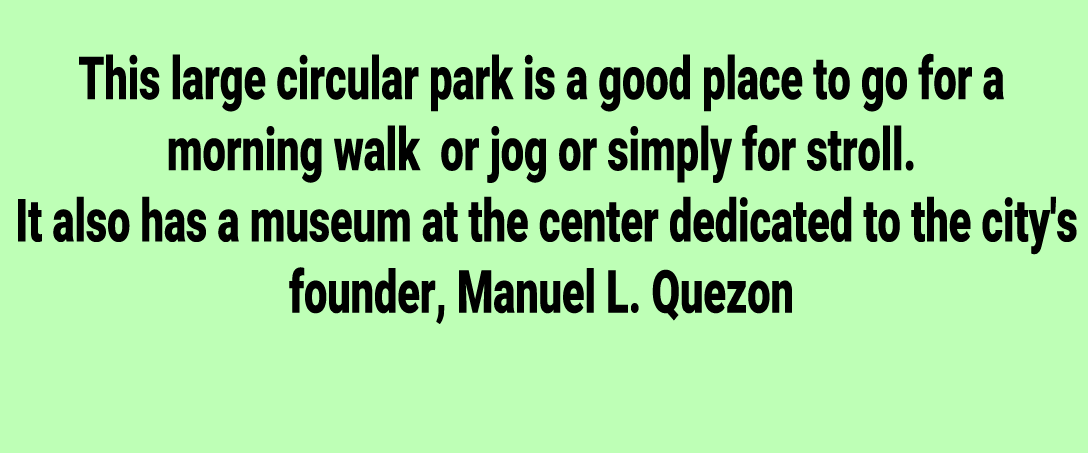 This large circular park is a good place to go for a
morning walk  or jog or simply for stroll.
It also has a museum at the center dedicated to the city's
founder, Manuel L. Quezon